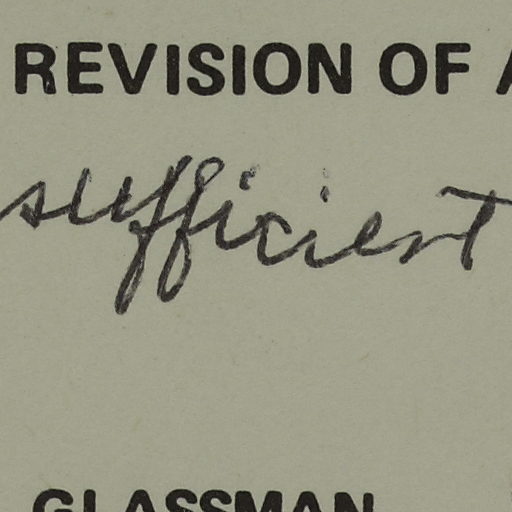 REVISION OF A
sufficient
GLASSMAN